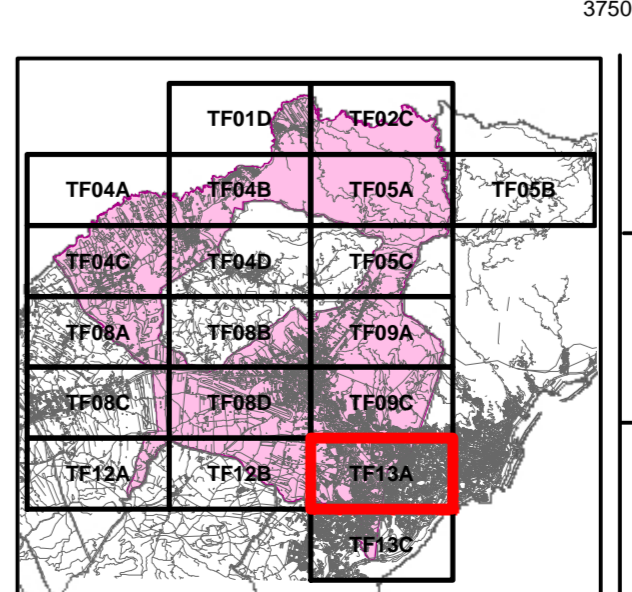 3750
TF01D TF02C
TF04A TF04B TF05A TF05B
TF04C TF04D TF05C
TF08A TF08B TF09A
TF08C TF08D TF09C
TF12A TF12B TF13A
TF13C